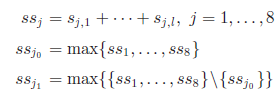 ss_j = s_{j,1} + ··· + s_{j,l}, j = 1, . . . , 8
ss_{j_0} = max{ss_1, . . . , ss_8}
ss_{j_1} = max{{ss_1, . . . , ss_8}\{ss_{j_0}}}